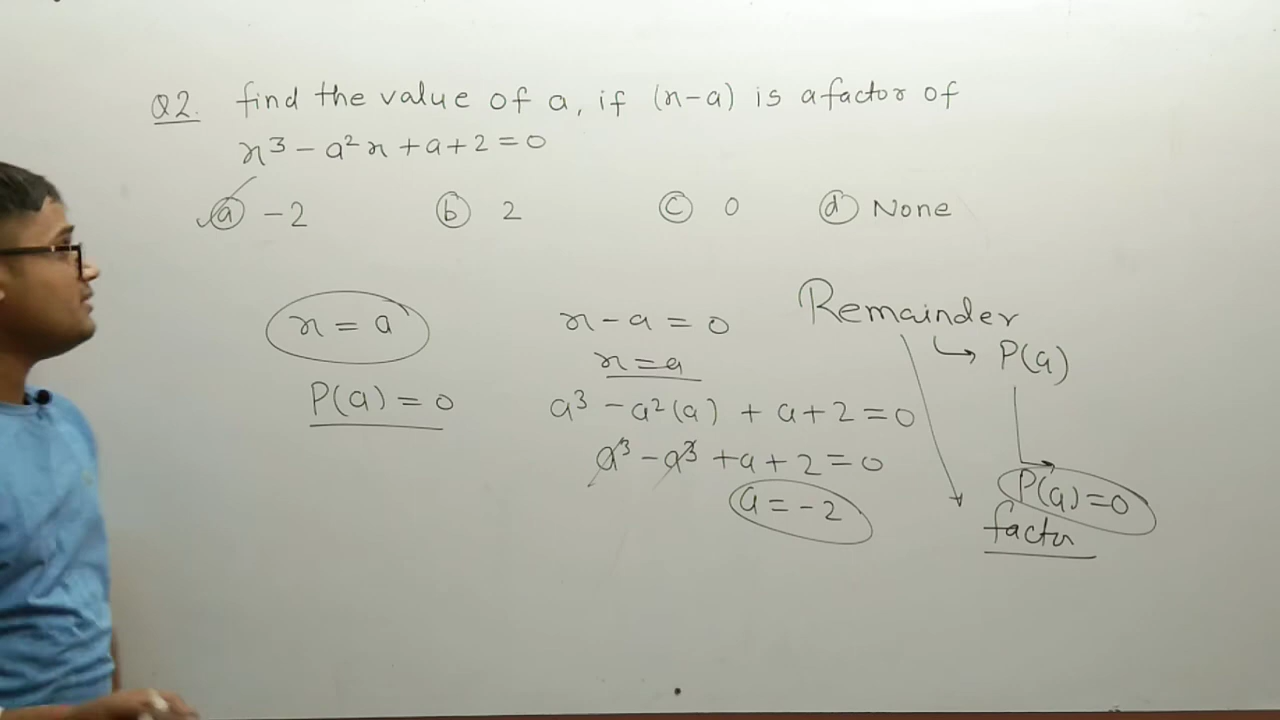 Q2. find the value of a, if (x-a) is a factor of
x³ - a²x + a + 2 = 0
(a) -2 (b) 2 (c) 0 (d) None
x = a
P(a) = 0
x - a = 0
x = a
a³ - a²(a) + a + 2 = 0
a³ - a³ + a + 2 = 0
a = -2
Remainder
P(a)
P(a) = 0
factor